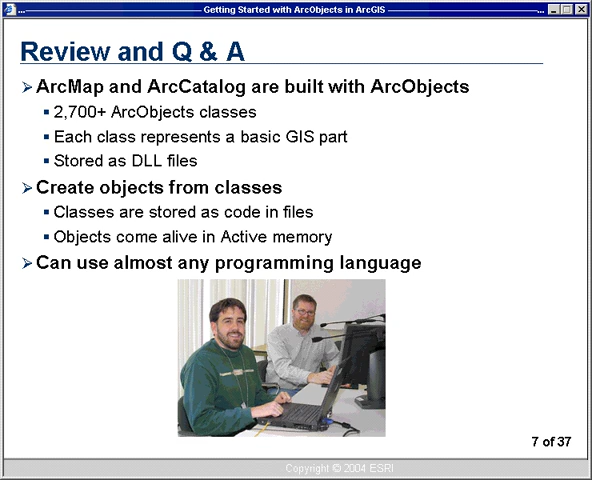 Getting Started with ArcObjects in ArcGIS
Review and Q & A
ArcMap and ArcCatalog are built with ArcObjects
2,700+ ArcObjects classes
Each class represents a basic GIS part
Stored as DLL files
Create objects from classes
Classes are stored as code in files
Objects come alive in Active memory
Can use almost any programming language
7 of 37
Copyright © 2004 ESRI